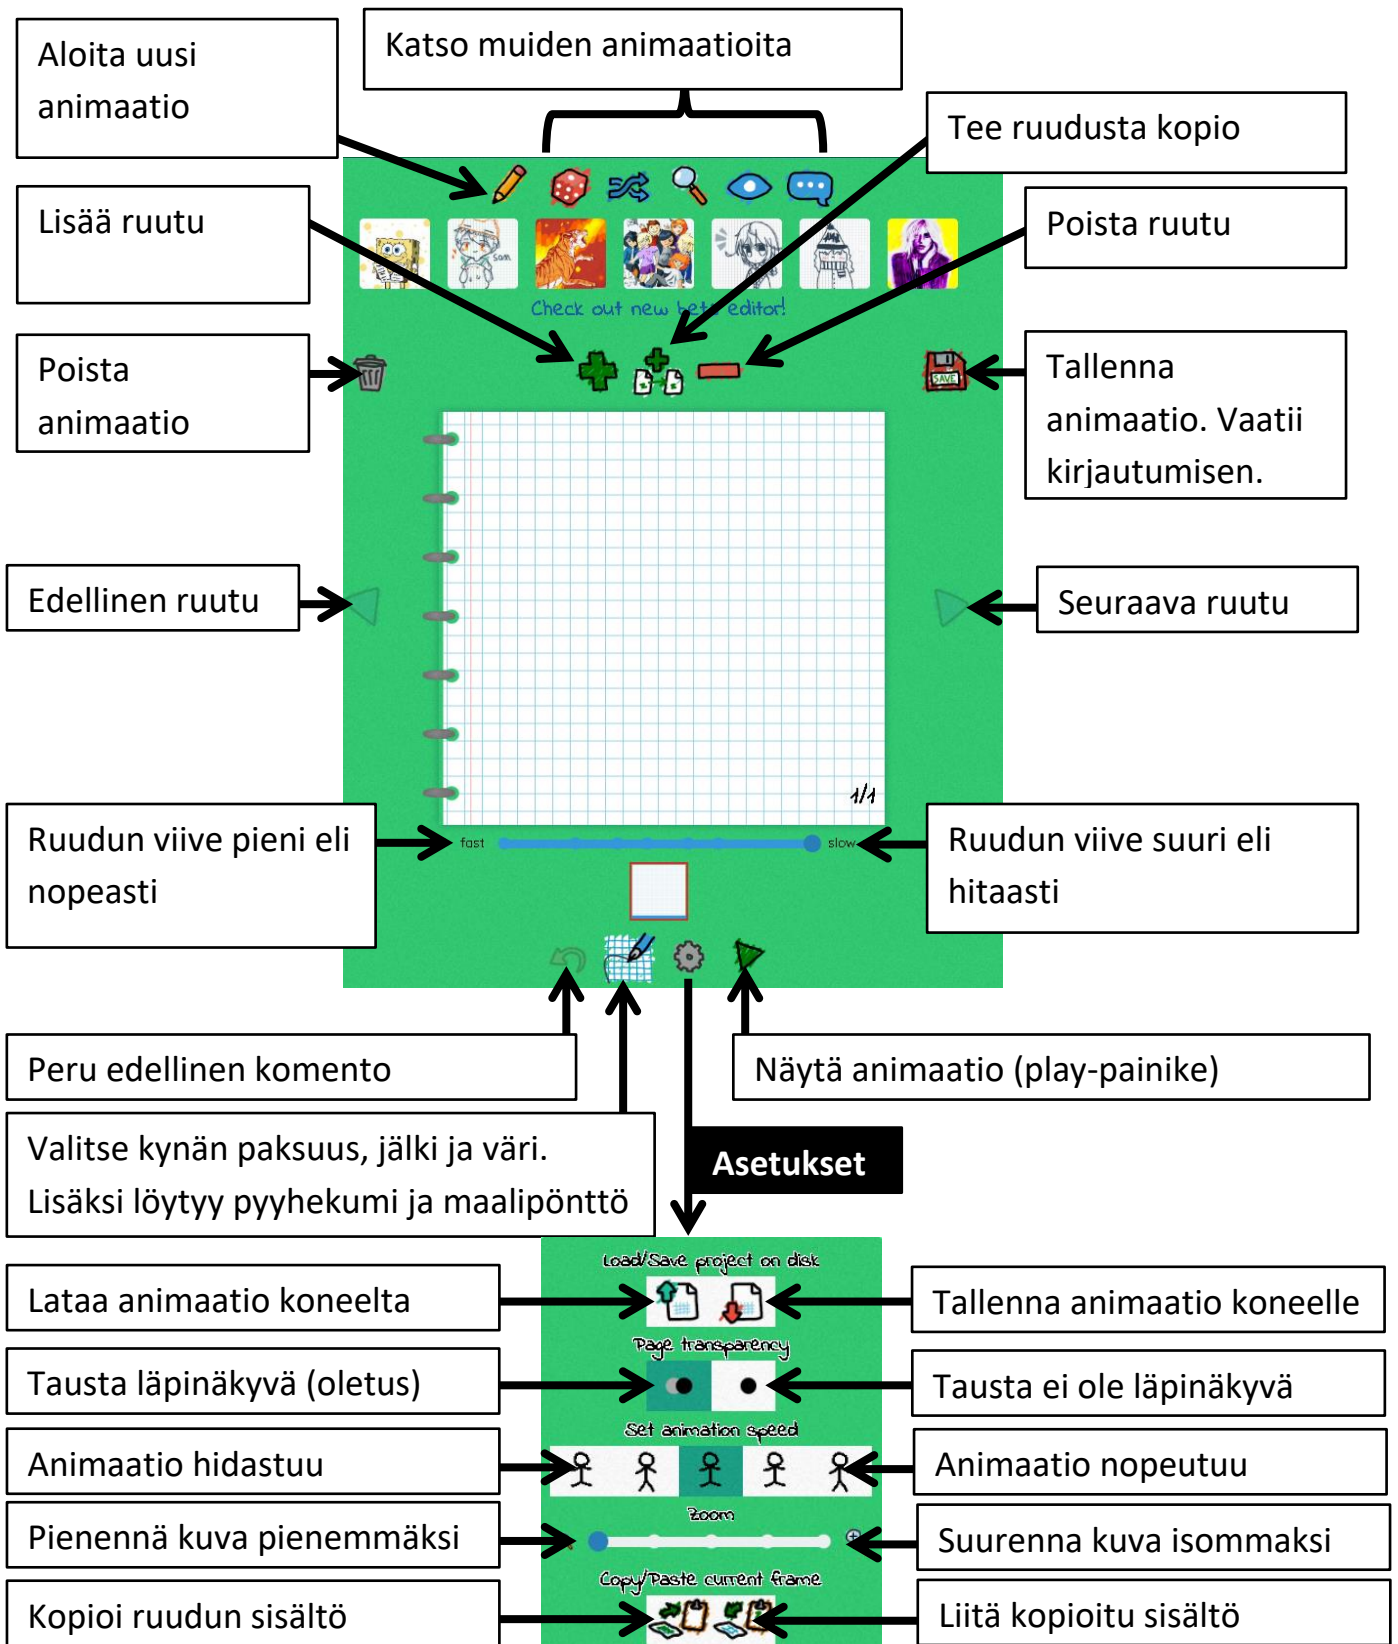 Aloita uusi
animaatio
Katso muiden animaatioita
Tee ruudusta kopio
Lisää ruutu
Poista ruutu
sam
Check out new beta editor!
Poista
animaatio
SAVE
Tallenna
animaatio. Vaatii
kirjautumisen.
Edellinen ruutu
Seuraava ruutu
1/1
Ruudun viive pieni eli
nopeasti
fast
slow
Ruudun viive suuri eli
hitaasti
Peru edellinen komento
Näytä animaatio (play-painike)
Valitse kynän paksuus, jälki ja väri.
Lisäksi löytyy pyyhekumi ja maalipönttö
Asetukset
Load/Save project on disk
Lataa animaatio koneelta
Tallenna animaatio koneelle
Page transparency
Tausta läpinäkyvä (oletus)
Tausta ei ole läpinäkyvä
Set animation speed
Animaatio hidastuu
Animaatio nopeutuu
Zoom
Pienennä kuva pienemmäksi
Suurenna kuva isommaksi
Copy/Paste current frame
Kopioi ruudun sisältö
Liitä kopioitu sisältö